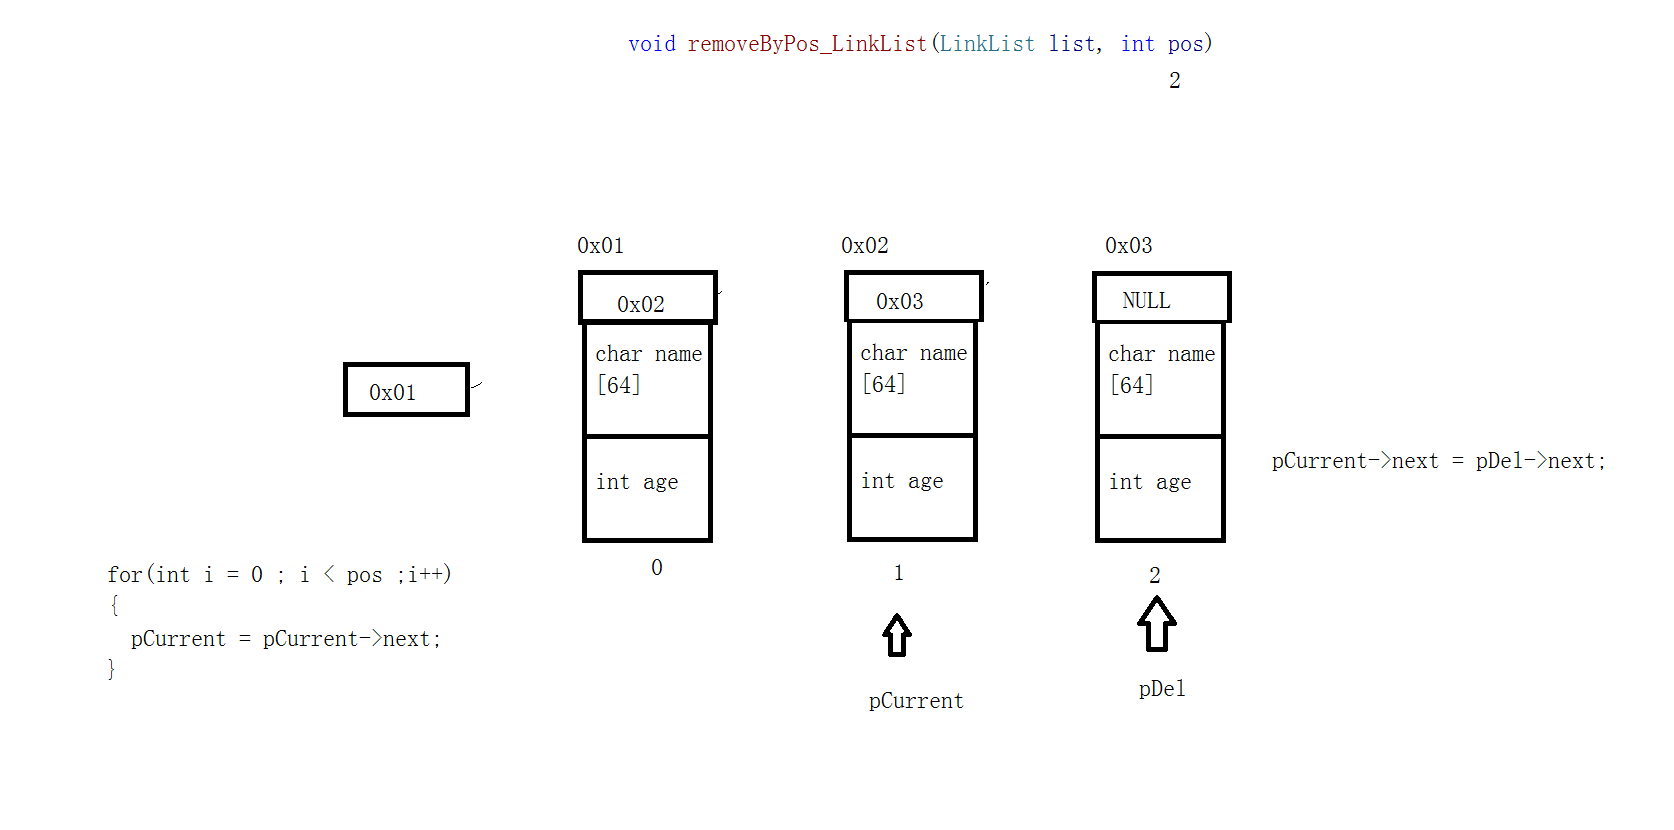 void removeByPos_LinkList(LinkList list, int pos)
2
0x01
0x02
0x03
0x02
0x03
NULL
char name
[64]
char name
[64]
char name
[64]
0x01
int age
int age
int age
pCurrent->next = pDel->next;
0
1
2
for(int i = 0 ; i < pos ;i++)
{
pCurrent = pCurrent->next;
}
pCurrent
pDel